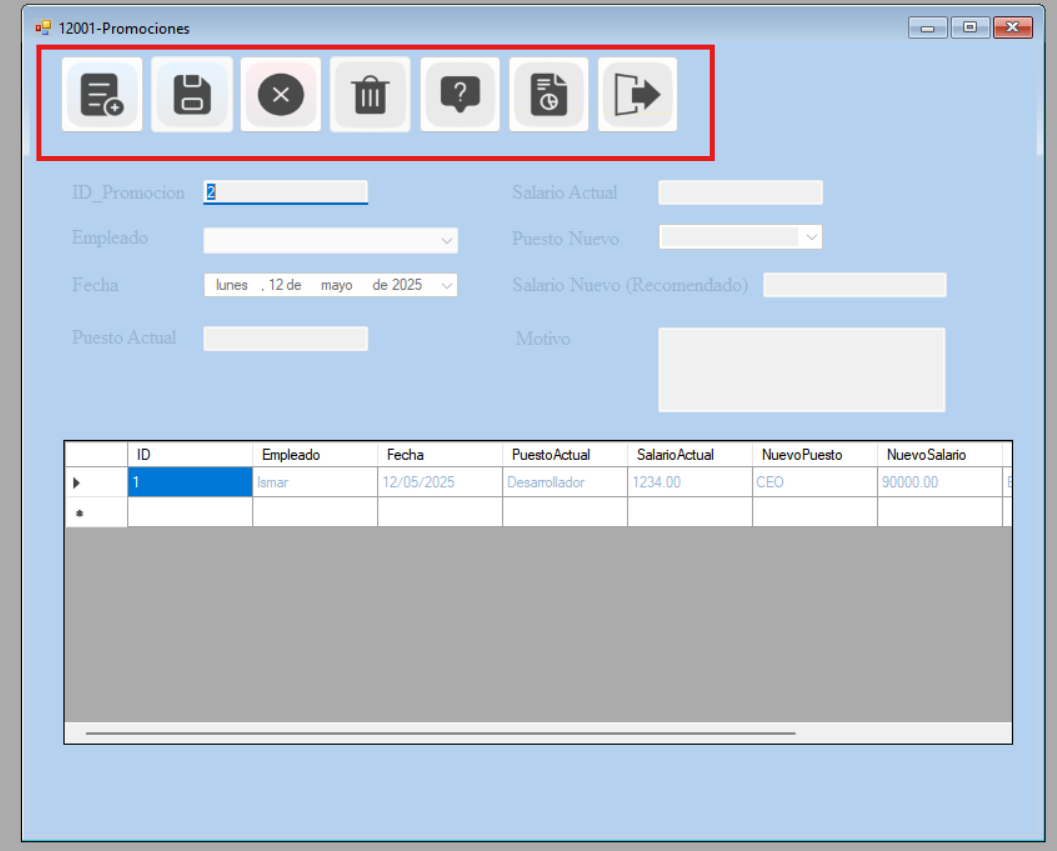 12001-Promociones
ID_Promocion 2 Salario Actual
Empleado Puesto Nuevo
Fecha lunes , 12 de mayo de 2025 Salario Nuevo (Recomendado)
Puesto Actual Motivo
ID Empleado Fecha PuestoActual SalarioActual NuevoPuesto NuevoSalario
1 Ismar 12/05/2025 Desarrollador 1234.00 CEO 90000.00